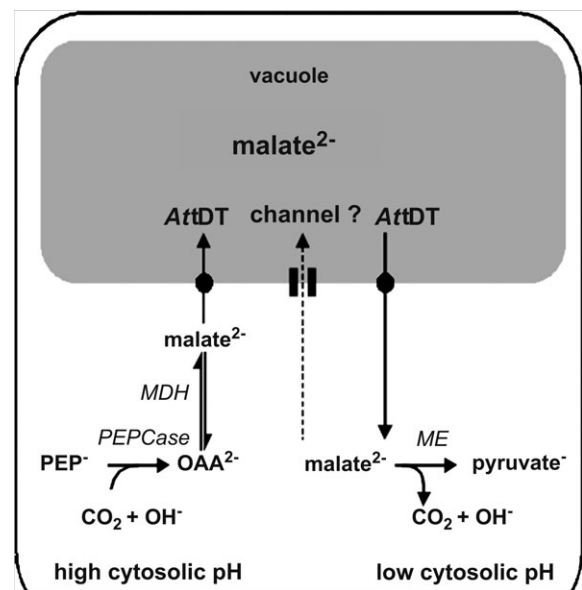 vacuole
malate²⁻
AttDT channel ? AttDT
malate²⁻
MDH
PEPCase
ME
PEP⁻ OAA²⁻ malate²⁻ pyruvate⁻
CO₂ + OH⁻ CO₂ + OH⁻
high cytosolic pH low cytosolic pH